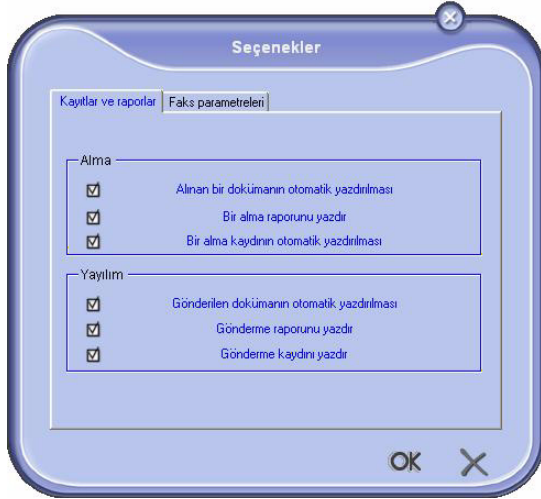 Seçenekler
Kayıtlar ve raporlar Faks parametreleri
Alma
Alınan bir dokümanın otomatik yazdırılması
Bir alma raporunu yazdır
Bir alma kaydının otomatik yazdırılması
Yayılım
Gönderilen dokümanın otomatik yazdırılması
Gönderme raporunu yazdır
Gönderme kaydını yazdır
OK